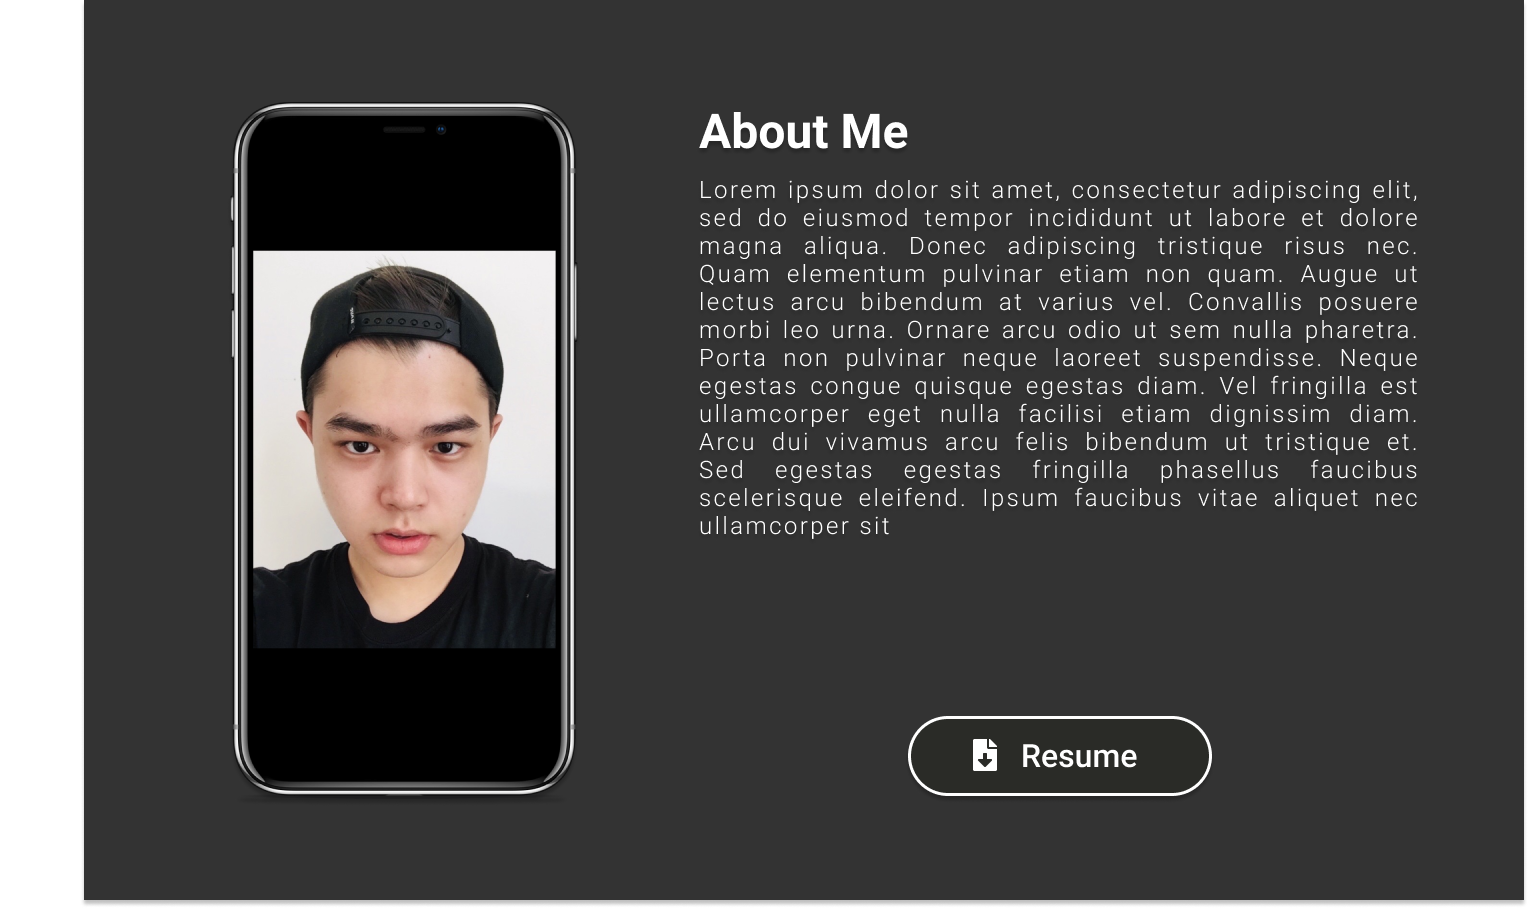 About Me
Lorem ipsum dolor sit amet, consectetur adipiscing elit,
sed do eiusmod tempor incididunt ut labore et dolore
magna aliqua. Donec adipiscing tristique risus nec.
Quam elementum pulvinar etiam non quam. Augue ut
lectus arcu bibendum at varius vel. Convallis posuere
morbi leo urna. Ornare arcu odio ut sem nulla pharetra.
Porta non pulvinar neque laoreet suspendisse. Neque
egestas congue quisque egestas diam. Vel fringilla est
ullamcorper eget nulla facilisi etiam dignissim diam.
Arcu dui vivamus arcu felis bibendum ut tristique et.
Sed egestas egestas fringilla phasellus faucibus
scelerisque eleifend. Ipsum faucibus vitae aliquet nec
ullamcorper sit
Resume